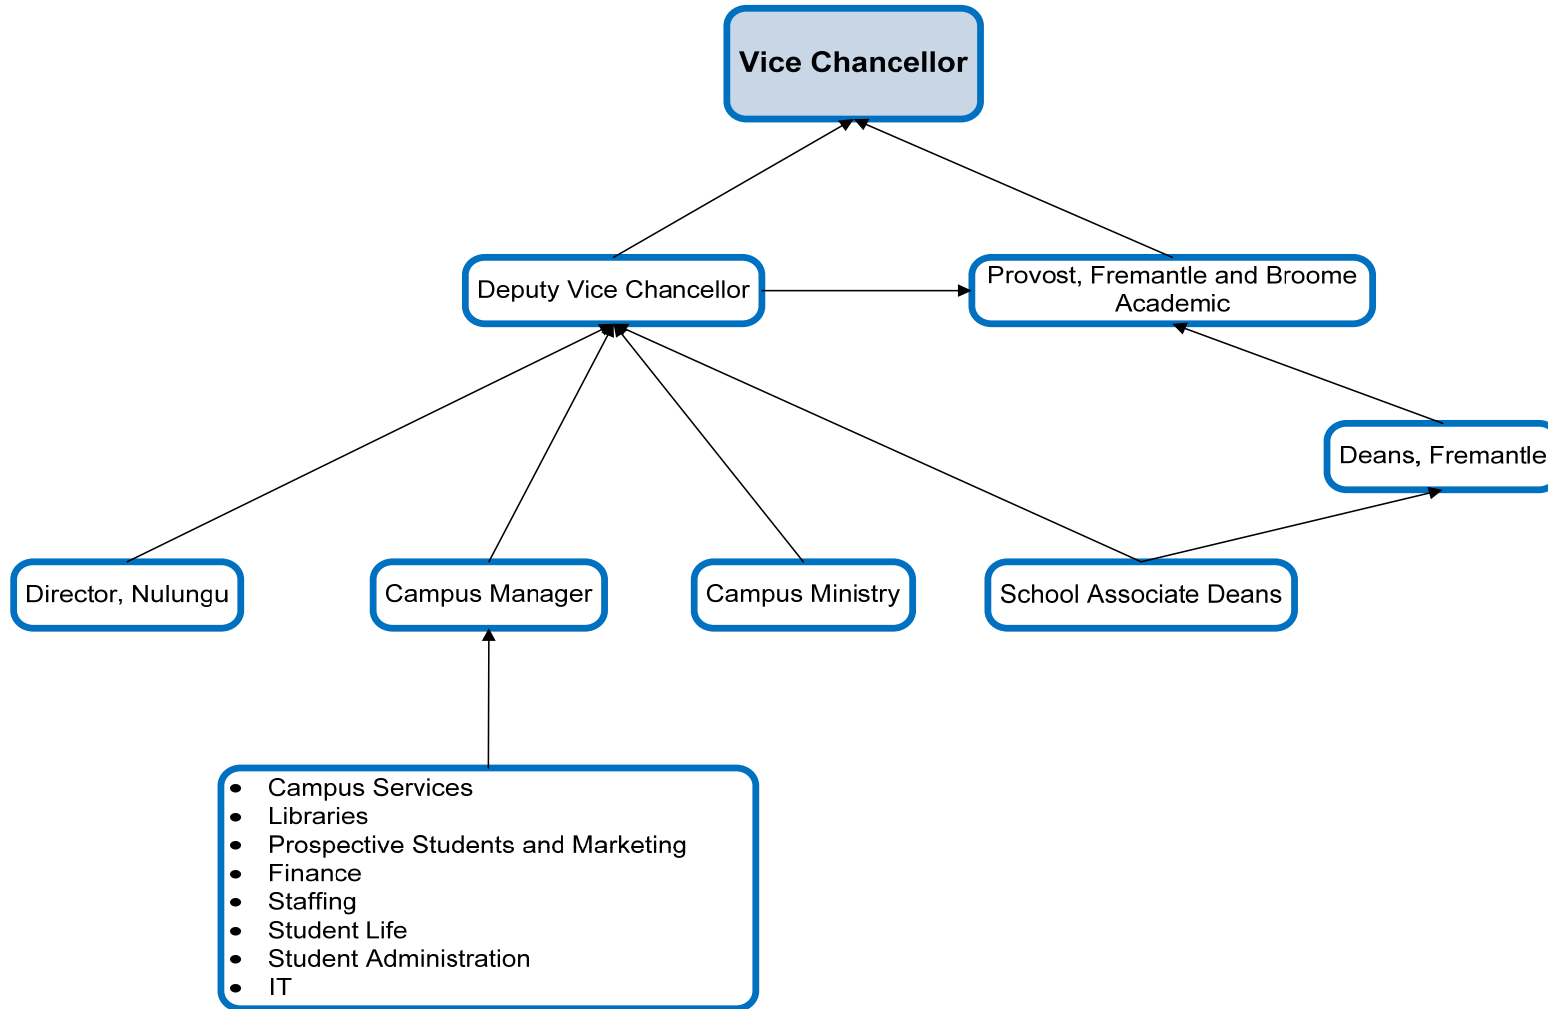 Vice Chancellor
Deputy Vice Chancellor
Provost, Fremantle and Broome
Academic
Deans, Fremantle
Director, Nulungu
Campus Manager
Campus Ministry
School Associate Deans
• Campus Services
• Libraries
• Prospective Students and Marketing
• Finance
• Staffing
• Student Life
• Student Administration
• IT